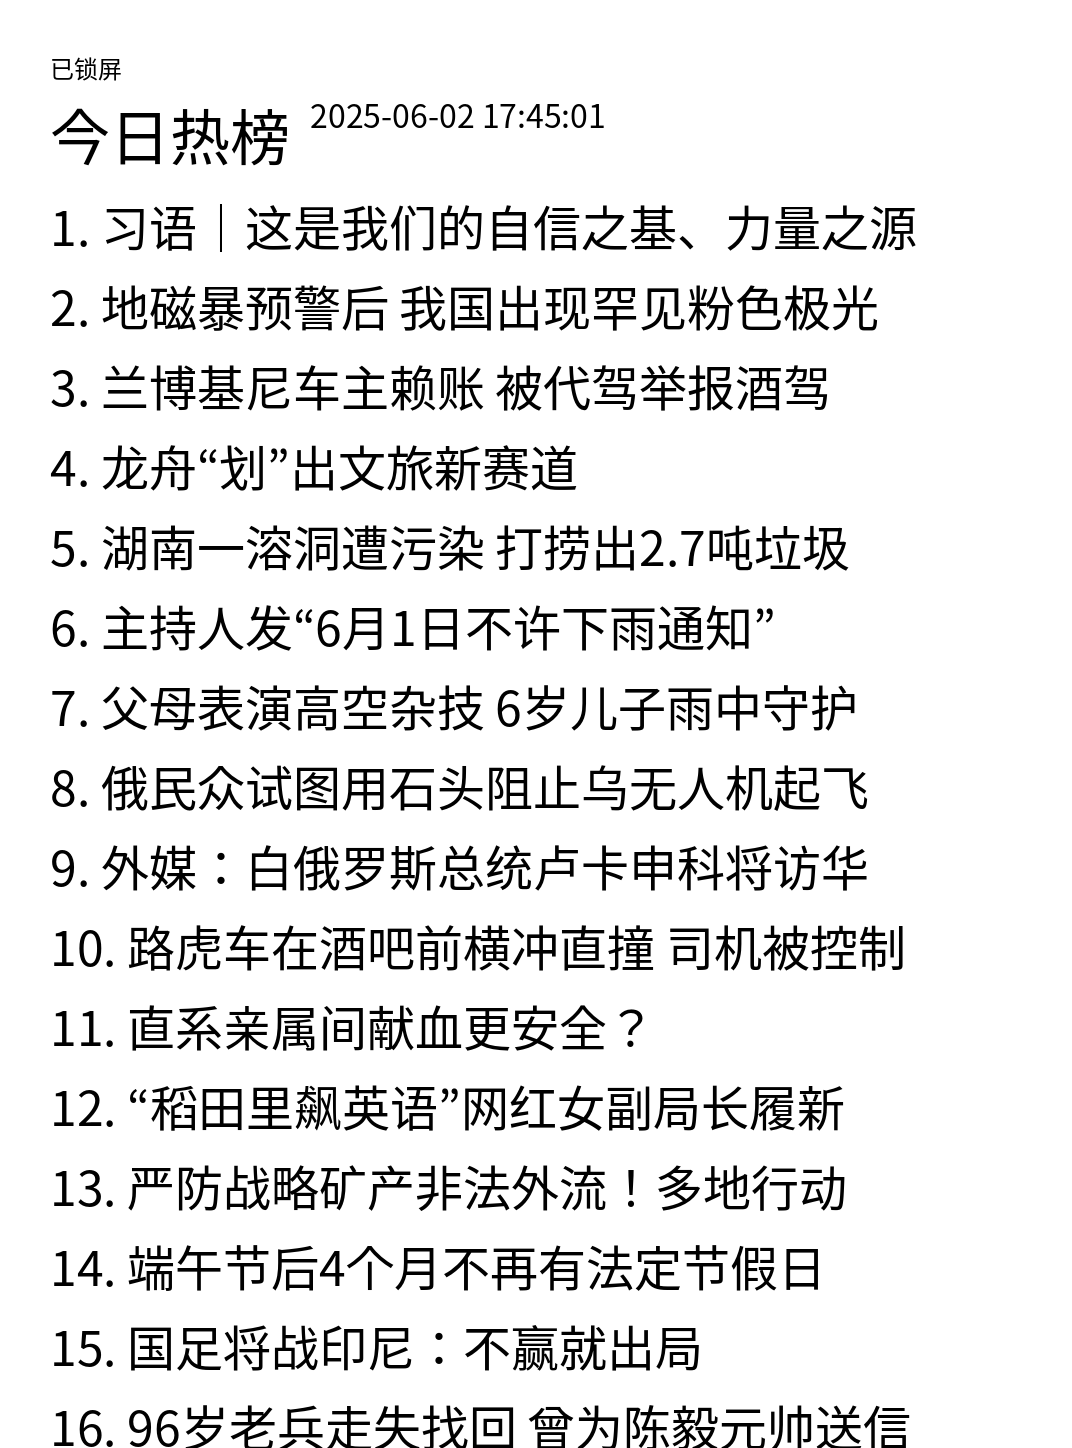 已锁屏
今日热榜 2025-06-02 17:45:01
1. 习语｜这是我们的自信之基、力量之源
2. 地磁暴预警后 我国出现罕见粉色极光
3. 兰博基尼车主赖账 被代驾举报酒驾
4. 龙舟“划”出文旅新赛道
5. 湖南一溶洞遭污染 打捞出2.7吨垃圾
6. 主持人发“6月1日不许下雨通知”
7. 父母表演高空杂技 6岁儿子雨中守护
8. 俄民众试图用石头阻止乌无人机起飞
9. 外媒：白俄罗斯总统卢卡申科将访华
10. 路虎车在酒吧前横冲直撞 司机被控制
11. 直系亲属间献血更安全？
12. “稻田里飙英语”网红女副局长履新
13. 严防战略矿产非法外流！多地行动
14. 端午节后4个月不再有法定节假日
15. 国足将战印尼：不赢就出局
16. 96岁老兵走失找回 曾为陈毅元帅送信